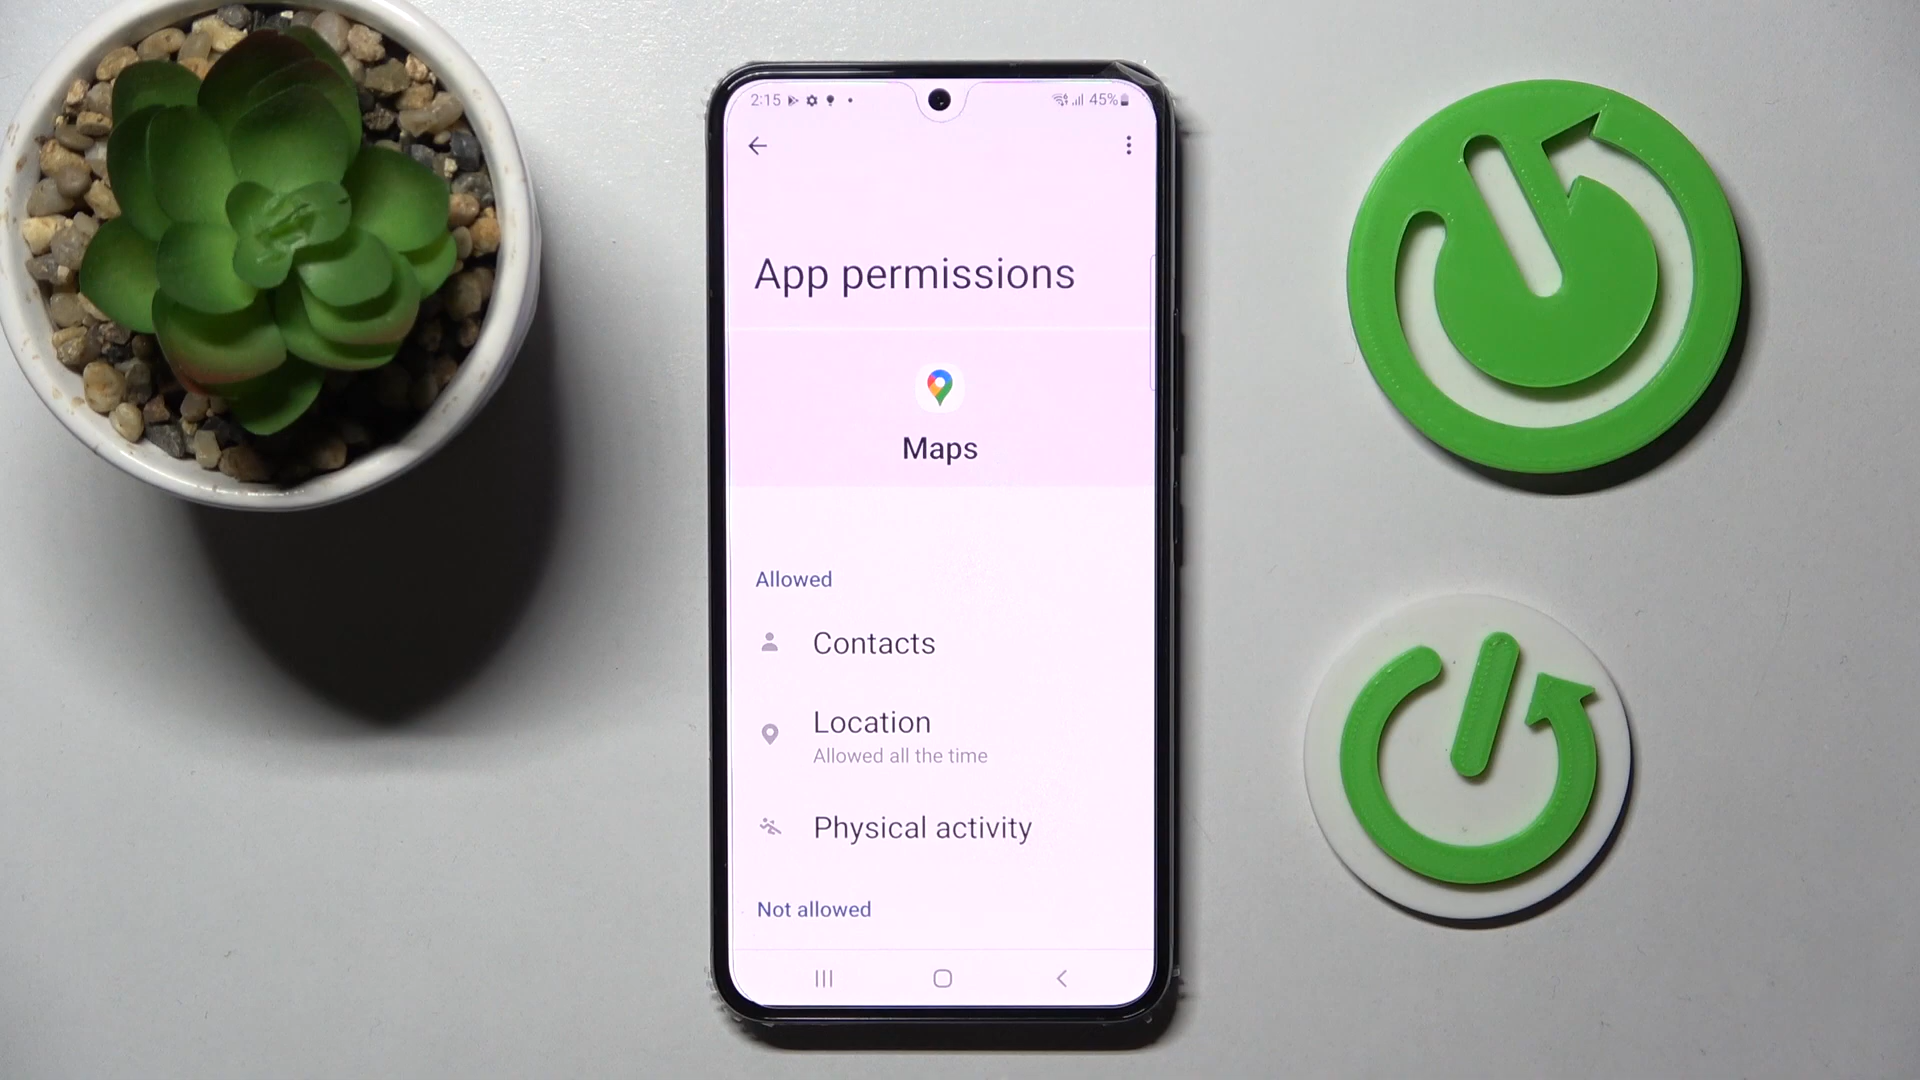 2:15
45%
App permissions
Maps
Allowed
Contacts
Location
Allowed all the time
Physical activity
Not allowed